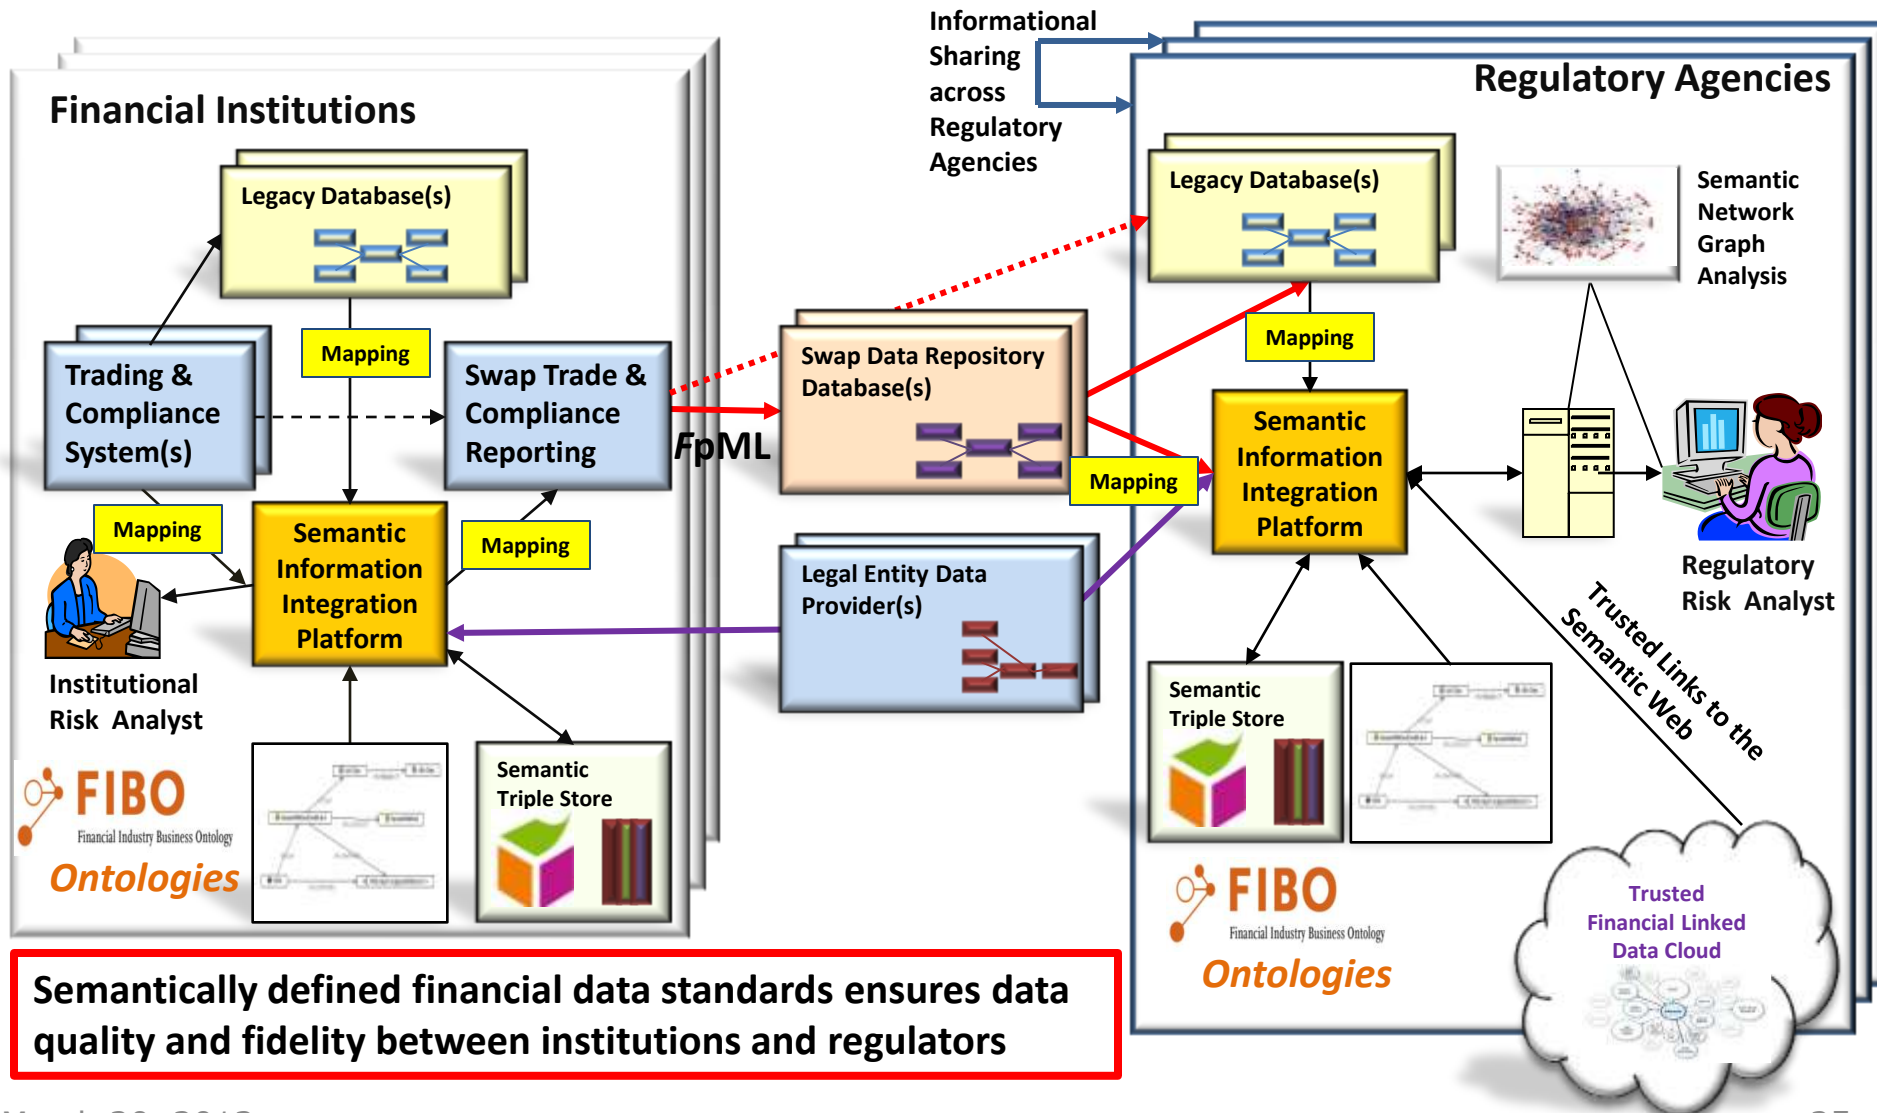 Informational
Sharing
across
Regulatory
Agencies
Regulatory Agencies
Financial Institutions
Legacy Database(s)
Legacy Database(s)
Semantic
Network
Graph
Analysis
Mapping
Mapping
Trading &
Compliance
System(s)
Swap Trade &
Compliance
Reporting
FpML
Swap Data Repository
Database(s)
Mapping
Semantic
Information
Integration
Platform
Mapping
Mapping
Semantic
Information
Integration
Platform
Legal Entity Data
Provider(s)
Regulatory
Risk Analyst
Trusted Links to the
Semantic Web
Institutional
Risk Analyst
Semantic
Triple Store
Semantic
Triple Store
FIBO
Financial Industry Business Ontology
Ontologies
FIBO
Financial Industry Business Ontology
Ontologies
Trusted
Financial Linked
Data Cloud
Semantically defined financial data standards ensures data
quality and fidelity between institutions and regulators